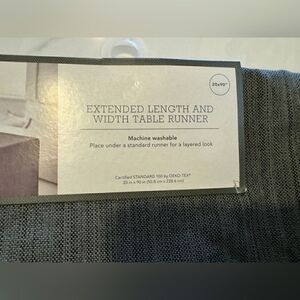 20x90"
EXTENDED LENGTH AND
WIDTH TABLE RUNNER
Machine washable
Place under a standard runner for a layered look
Certified STANDARD 100 by OEKO-TEX®
20 in x 90 in (50.8 cm x 228.6 cm)